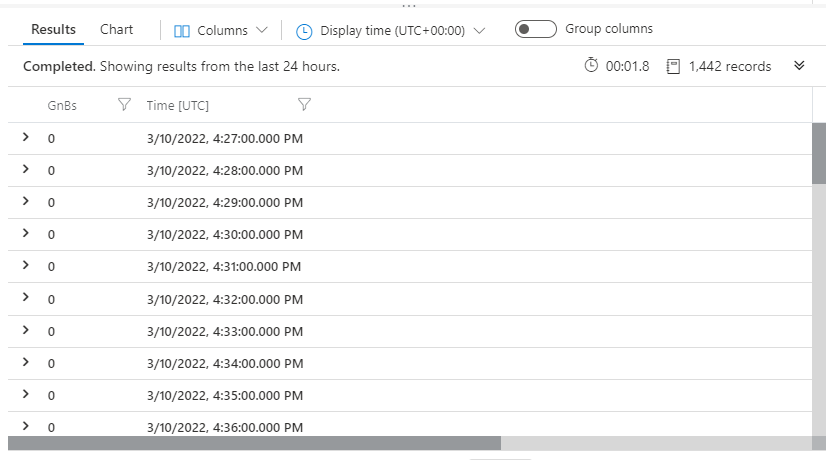 Results Chart Columns Display time (UTC+00:00) Group columns
Completed. Showing results from the last 24 hours. 00:01.8 1,442 records
GnBs Time [UTC]
0 3/10/2022, 4:27:00.000 PM
0 3/10/2022, 4:28:00.000 PM
0 3/10/2022, 4:29:00.000 PM
0 3/10/2022, 4:30:00.000 PM
0 3/10/2022, 4:31:00.000 PM
0 3/10/2022, 4:32:00.000 PM
0 3/10/2022, 4:33:00.000 PM
0 3/10/2022, 4:34:00.000 PM
0 3/10/2022, 4:35:00.000 PM
0 3/10/2022, 4:36:00.000 PM